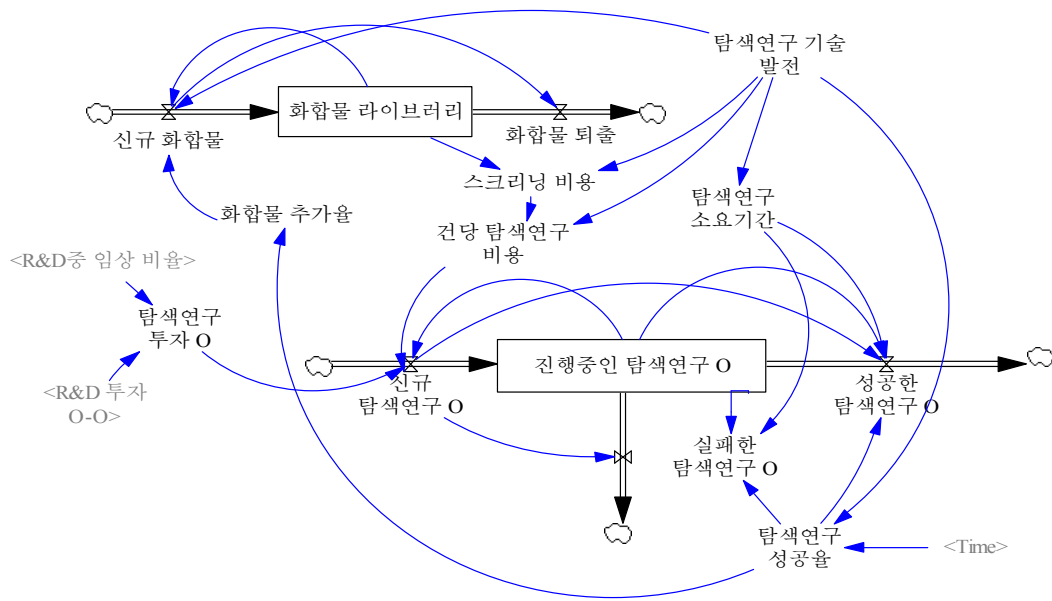 탐색연구 기술
발전
화합물 라이브러리
신규 화합물
화합물 퇴출
스크리닝 비용
탐색연구
소요기간
화합물 추가율
건당 탐색연구
비용
<R&D중 임상 비율>
탐색연구
투자 O
진행중인 탐색연구 O
<R&D 투자
O-O>
신규
탐색연구 O
성공한
탐색연구 O
실패한
탐색연구 O
탐색연구
성공율
<Time>